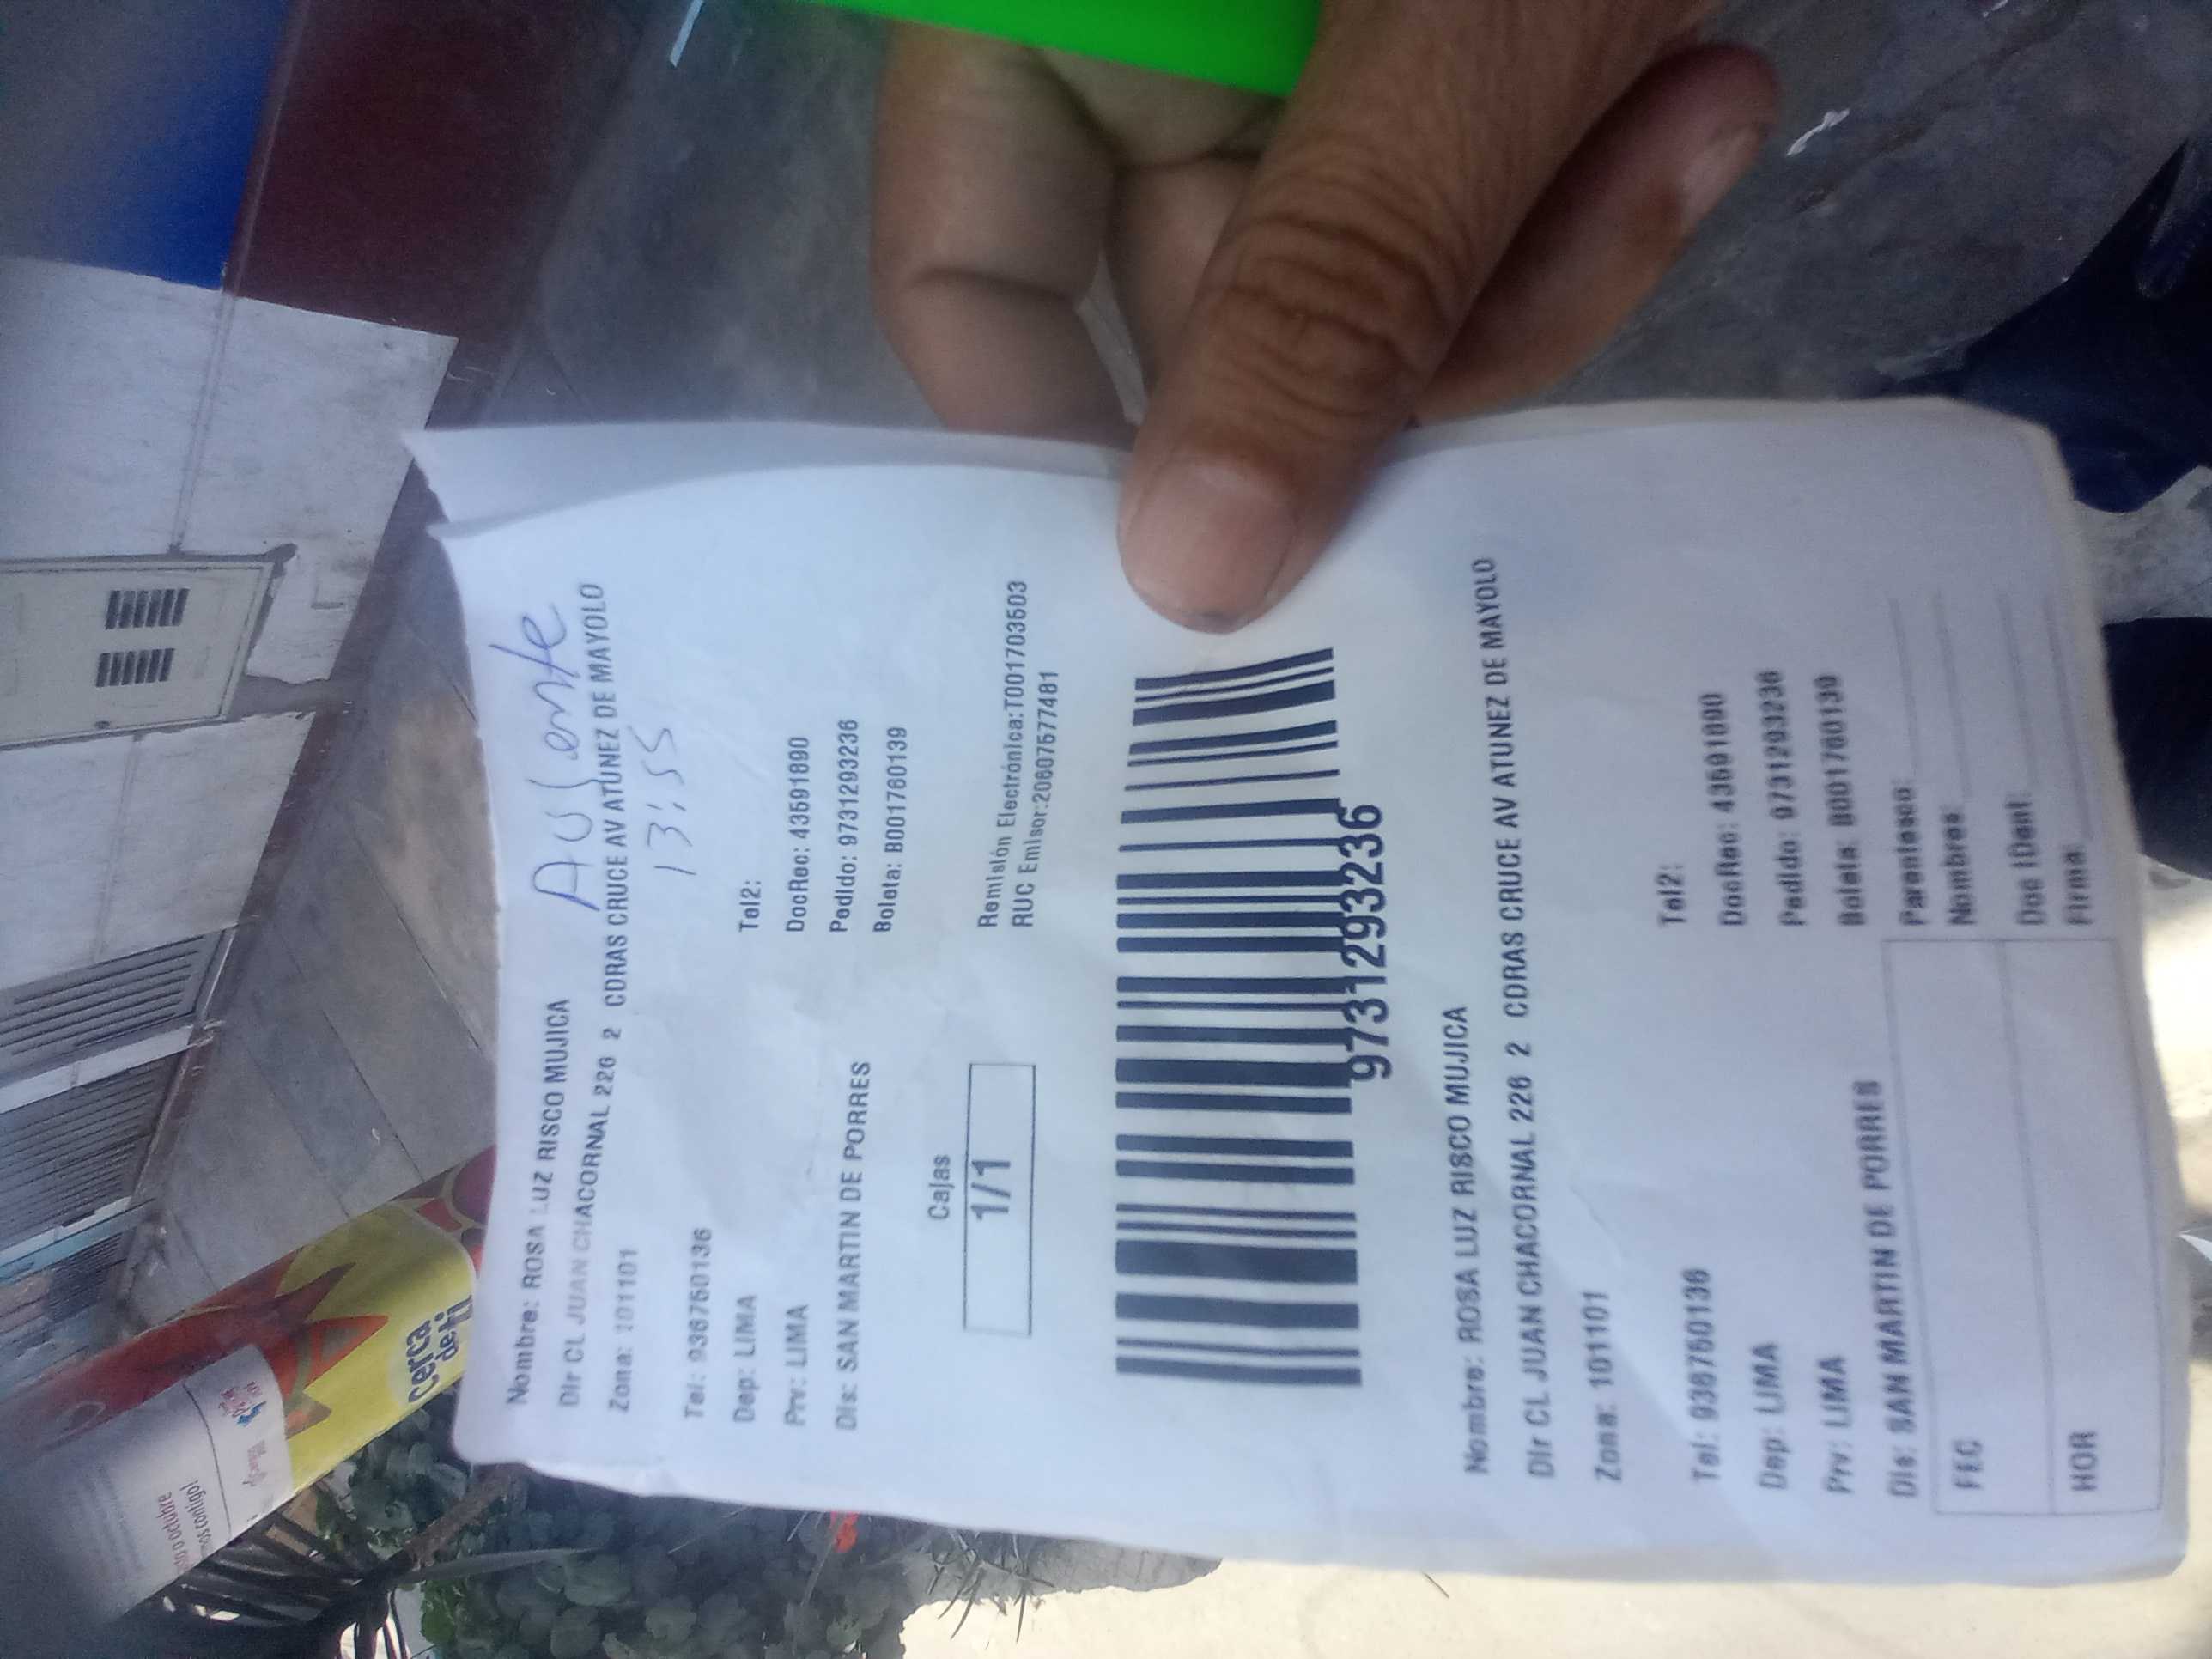 Ausente
Nombre: ROSA LUZ RISCO MUJICA
Dir CL JUAN CHACORNAL 226 2 CDRAS CRUCE AV ATUNEZ DE MAYOLO
Zona: 101101
13:55
Tel: 936750136
Tel2:
Dep: LIMA
DocRec: 43591890
Prv: LIMA
Pedido: 9731293236
Dis: SAN MARTIN DE PORRES
Boleta: B001760139
Cajas
1/1
Remisión Electrónica:T001703503
RUC Emisor:20607577481
9731293236
Nombre: ROSA LUZ RISCO MUJICA
Dir CL JUAN CHACORNAL 226 2 CDRAS CRUCE AV ATUNEZ DE MAYOLO
Zona: 101101
Tel: 936750136
Tel2:
Dep: LIMA
DocRec: 43591890
Prv: LIMA
Pedido: 9731293236
Dis: SAN MARTIN DE PORRES
Boleta: B001760139
FEC
Parentesco:
Nombres:
HOR
Doc IDent:
Firma:
Cerca
de ti
octubre
contigo!